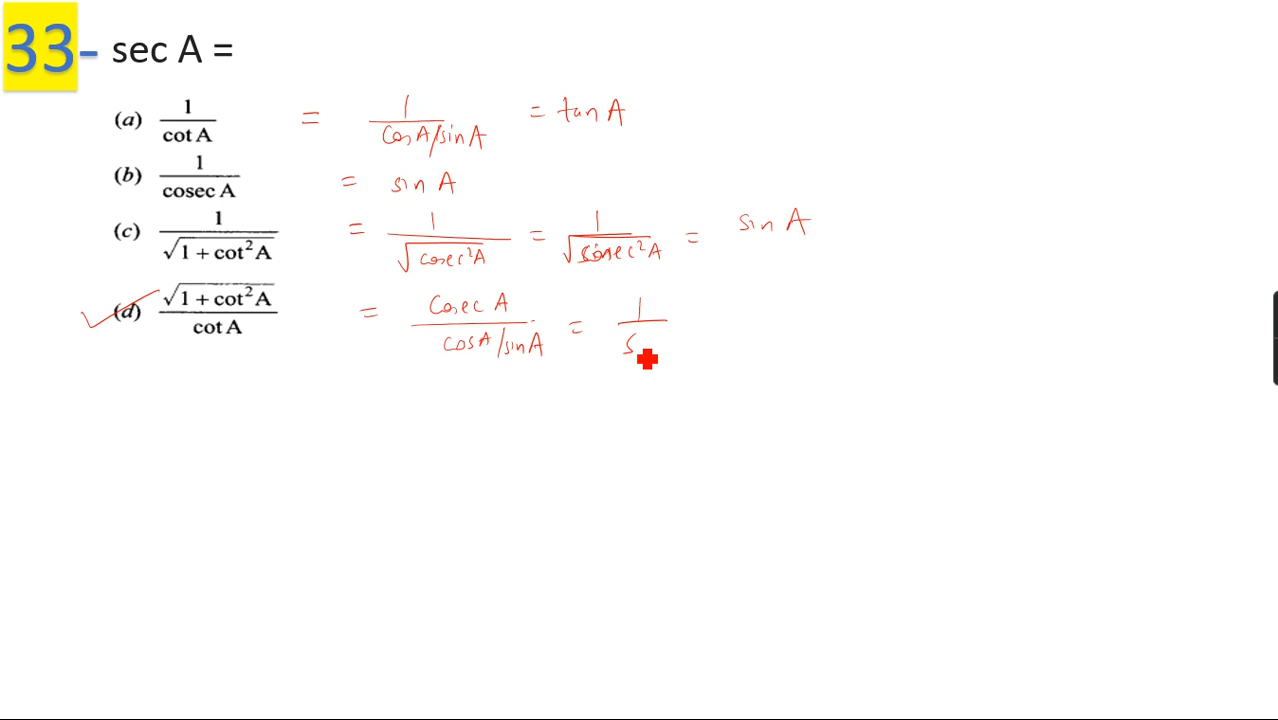 33- sec A =
(a) 1/cot A = 1/(cosA/sinA) = tan A
(b) 1/cosec A = sin A
(c) 1/√(1 + cot²A) = 1/√(cosec²A) = 1/√(cosec²A) = sin A
(d) √(1 + cot²A)/cot A = cosec A/(cosA/sinA) = 1/s